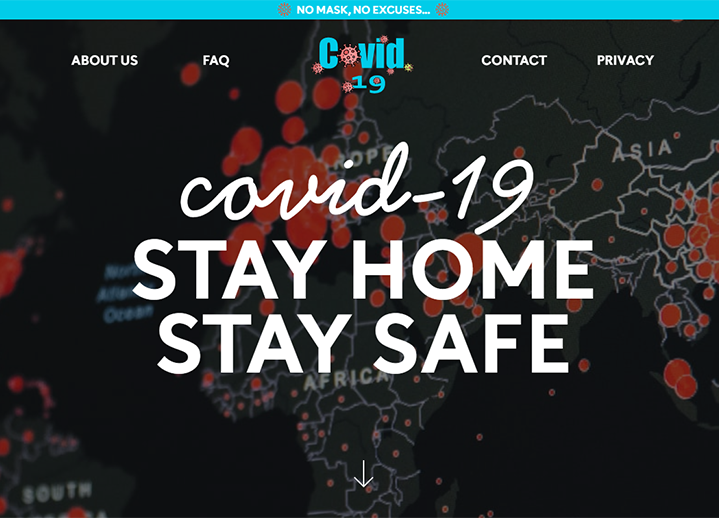 NO MASK, NO EXCUSES...
ABOUT US
FAQ
Covid
19
CONTACT
PRIVACY
EUROPE
ASIA
covid-19
STAY HOME
STAY SAFE
North
Atlantic
Ocean
AFRICA
SOUTH